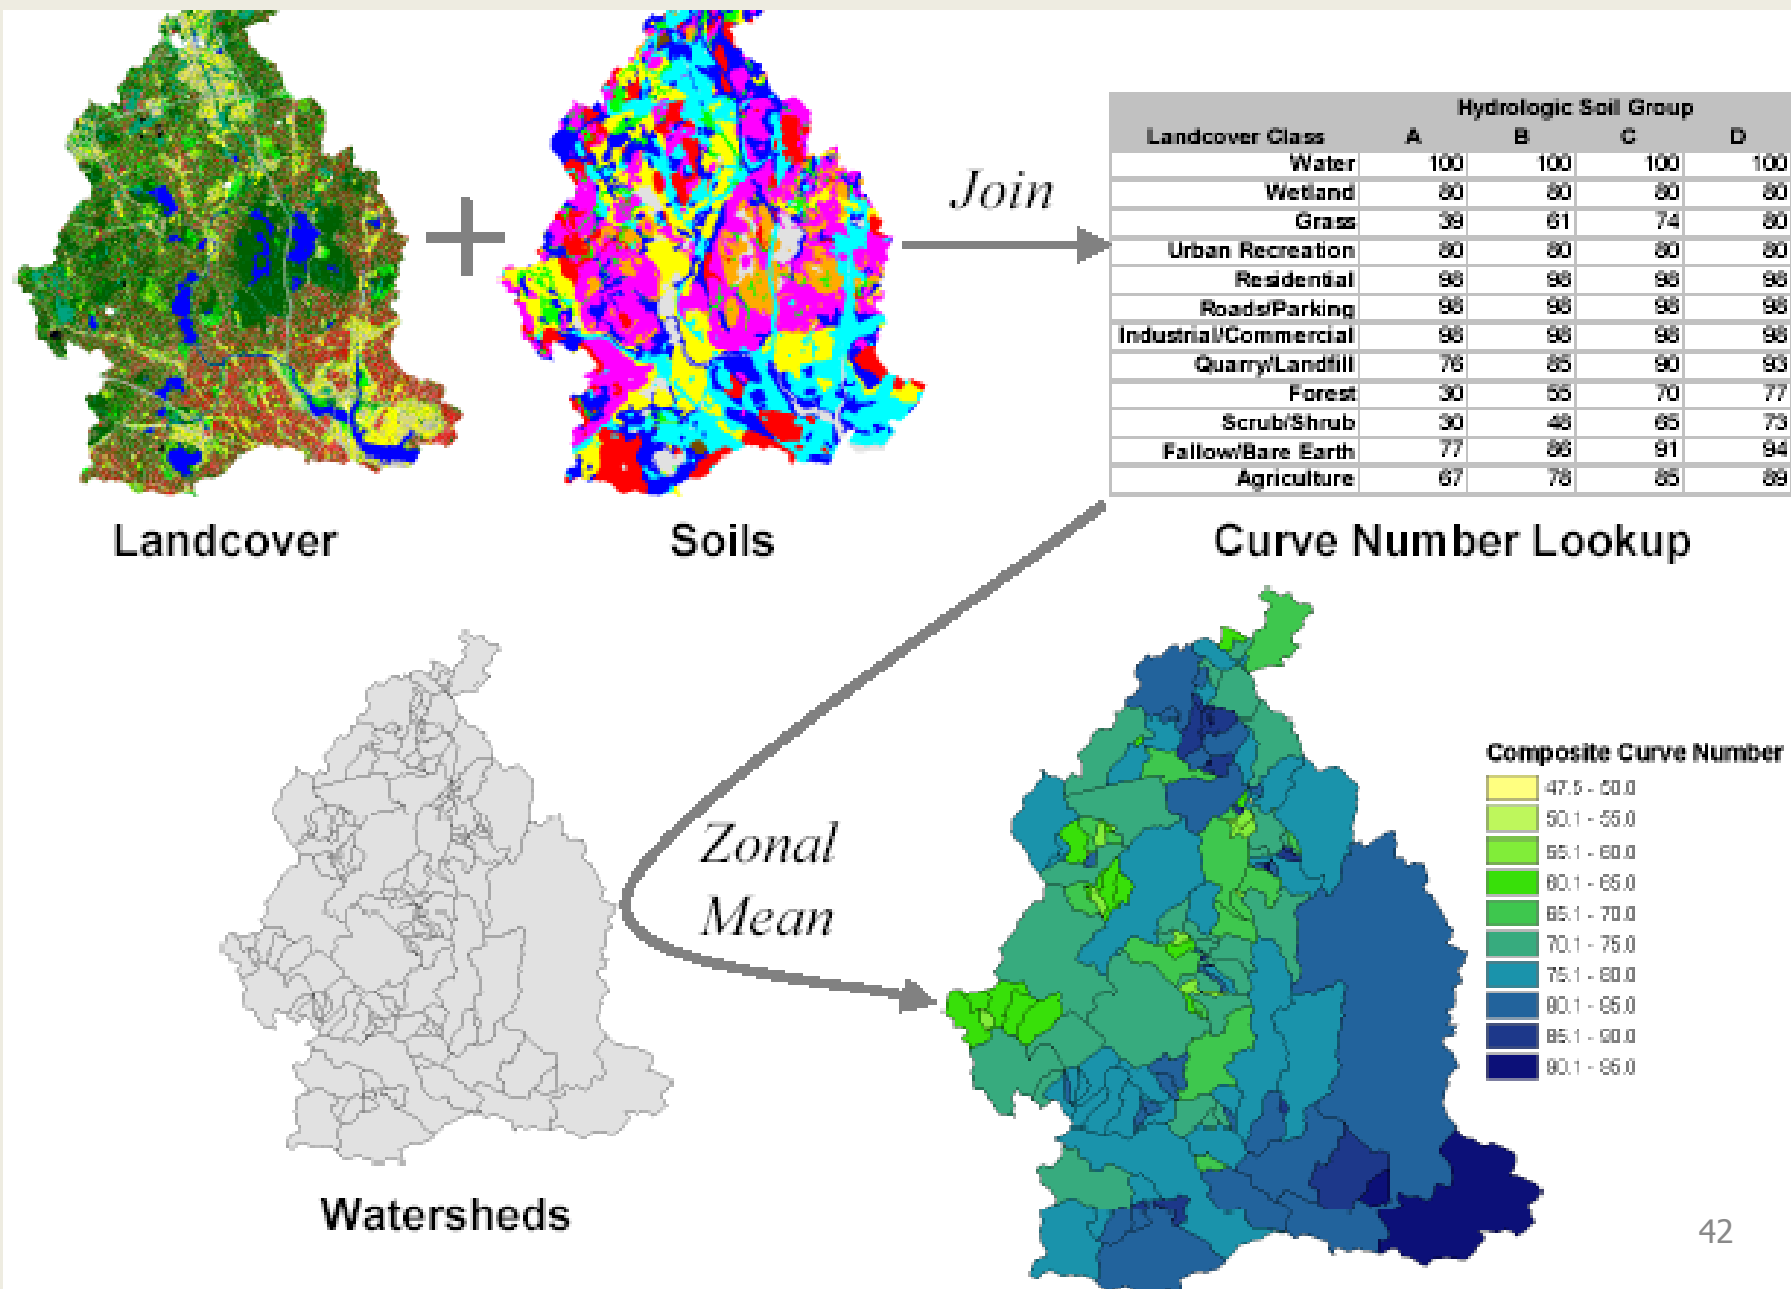 Hydrologic Soil Group
Landcover Class A B C D
Water 100 100 100 100
Wetland 80 80 80 80
Grass 39 61 74 80
Urban Recreation 80 80 80 80
Residential 98 98 98 98
Roads/Parking 98 98 98 98
Industrial/Commercial 98 98 98 98
Quarry/Landfill 76 85 90 93
Forest 30 55 70 77
Scrub/Shrub 30 48 65 73
Fallow/Bare Earth 77 86 91 94
Agriculture 67 78 85 89
Join
Landcover
Soils
Curve Number Lookup
Zonal
Mean
Watersheds
Composite Curve Number
47.5 - 50.0
50.1 - 55.0
55.1 - 60.0
60.1 - 65.0
65.1 - 70.0
70.1 - 75.0
75.1 - 80.0
80.1 - 85.0
85.1 - 90.0
90.1 - 95.0
42